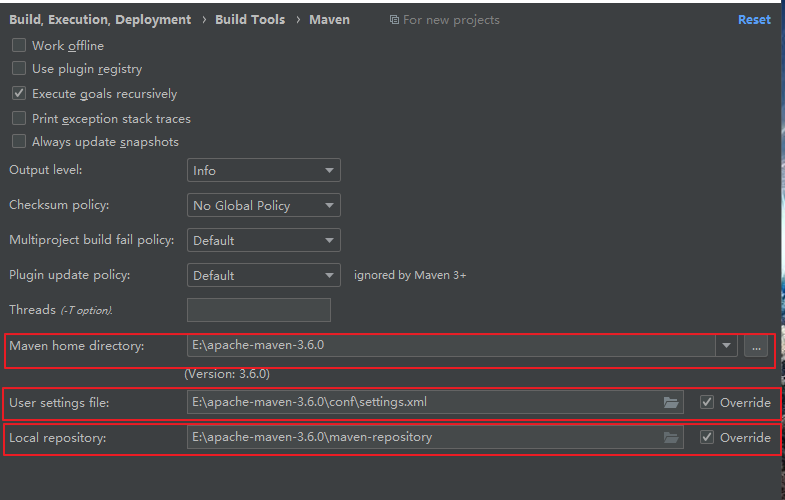 Build, Execution, Deployment › Build Tools › Maven For new projects Reset
Work offline
Use plugin registry
Execute goals recursively
Print exception stack traces
Always update snapshots
Output level: Info
Checksum policy: No Global Policy
Multiproject build fail policy: Default
Plugin update policy: Default ignored by Maven 3+
Threads (-T option).
Maven home directory: E:\apache-maven-3.6.0 ...
(Version: 3.6.0)
User settings file: E:\apache-maven-3.6.0\conf\settings.xml Override
Local repository: E:\apache-maven-3.6.0\maven-repository Override